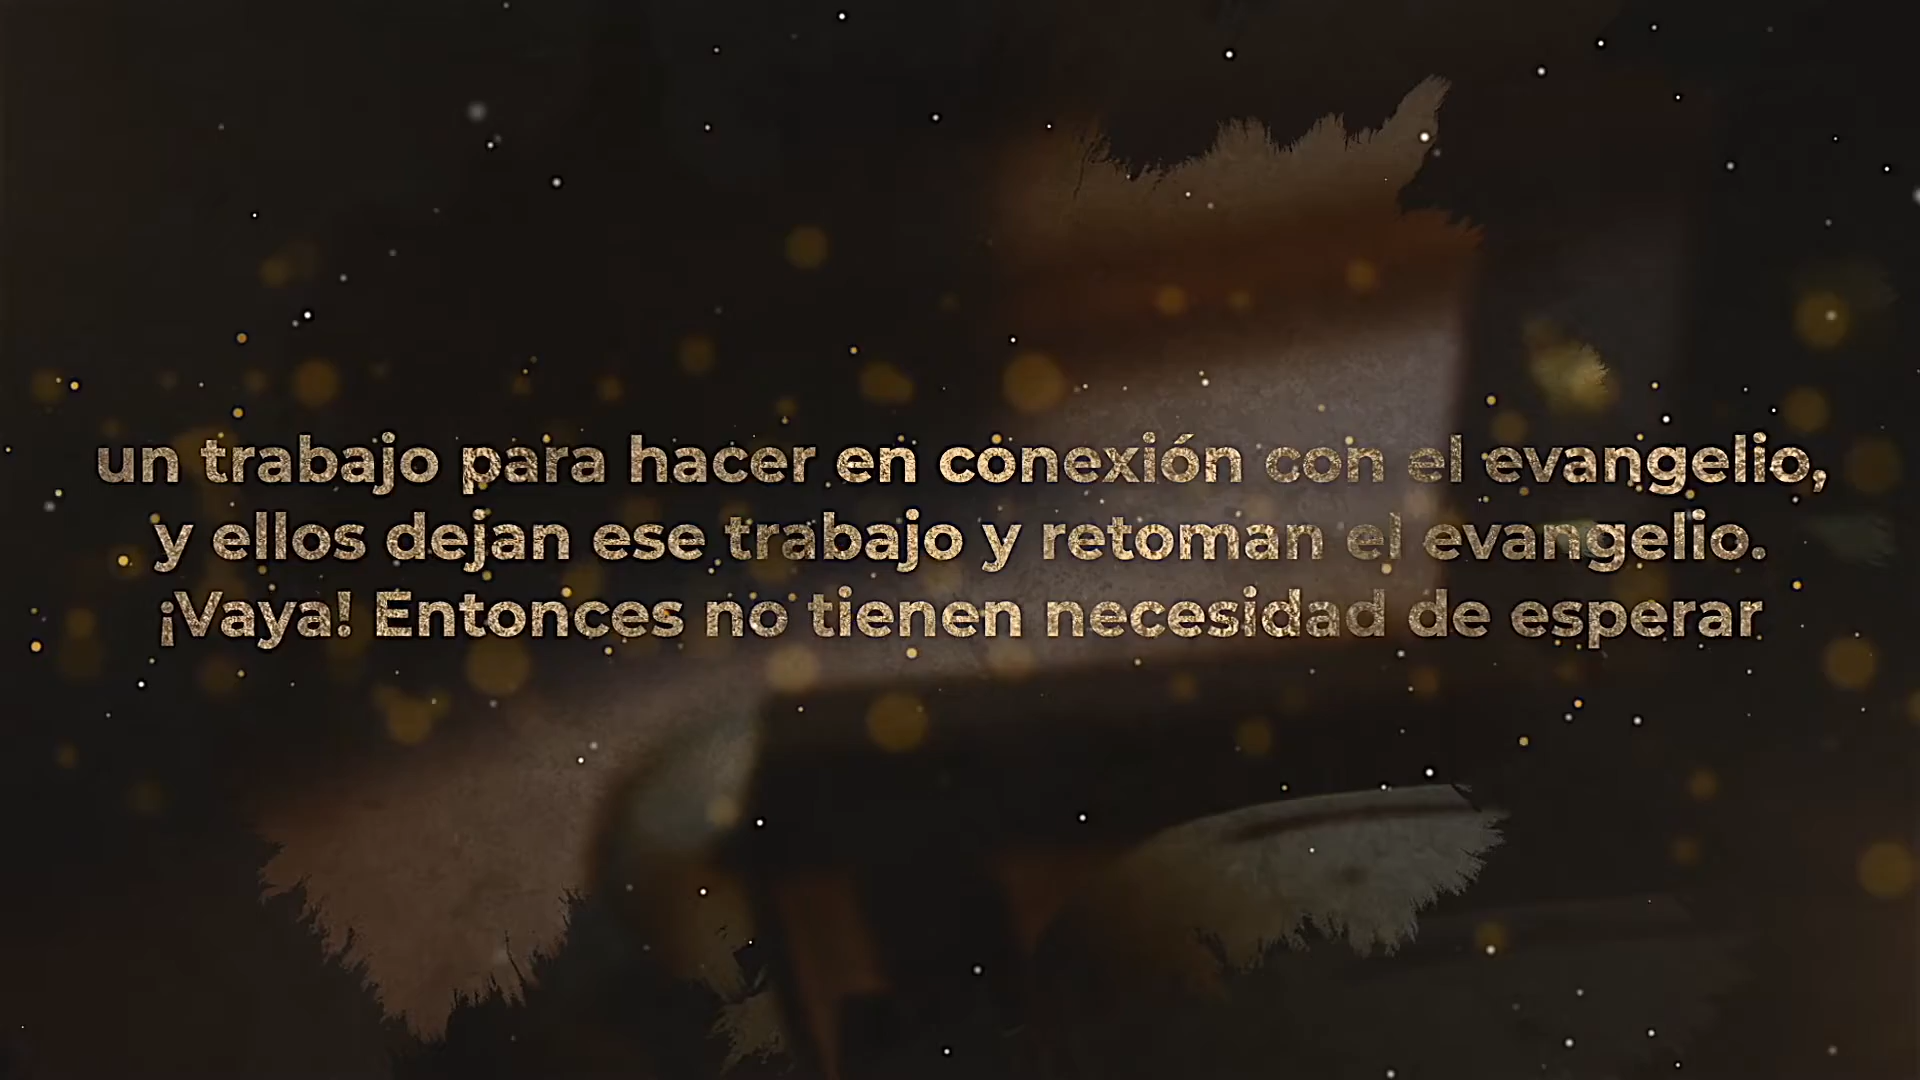 un trabajo para hacer en conexión con el evangelio,
y ellos dejan ese trabajo y retoman el evangelio.
¡Vaya! Entonces no tienen necesidad de esperar